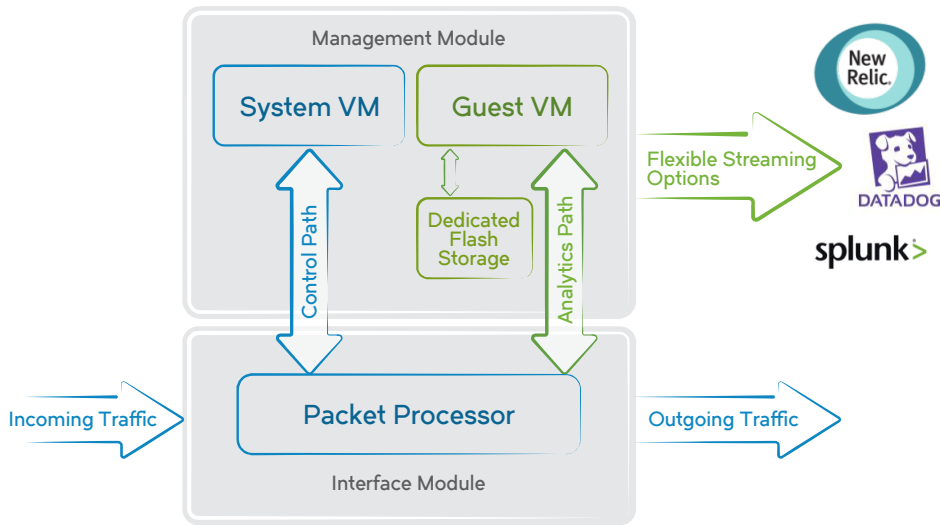 Management Module
System VM
Guest VM
New
Relic.
Flexible Streaming
Options
DATADOG
Dedicated
Flash
Storage
Control Path
Analytics Path
splunk>
Incoming Traffic
Packet Processor
Outgoing Traffic
Interface Module